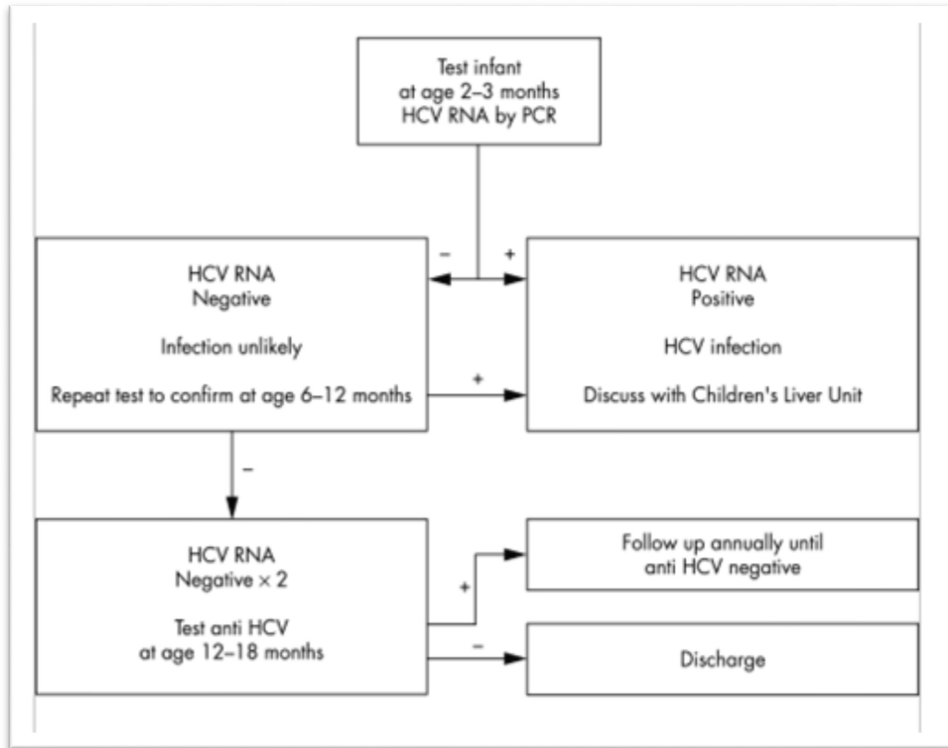 Test infant
at age 2–3 months
HCV RNA by PCR
–
+
HCV RNA
Negative
Infection unlikely
Repeat test to confirm at age 6–12 months
+
HCV RNA
Positive
HCV infection
Discuss with Children's Liver Unit
–
HCV RNA
Negative × 2
Test anti HCV
at age 12–18 months
+
–
Follow up annually until
anti HCV negative
Discharge